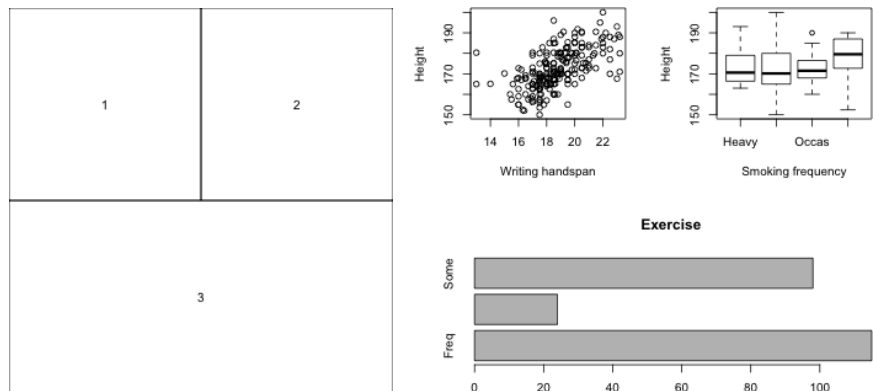 1
2
3
Height
150
170
190
14 16 18 20 22
Writing handspan
Height
150
170
190
Heavy Occas
Smoking frequency
Exercise
Some
Freq
0 20 40 60 80 100